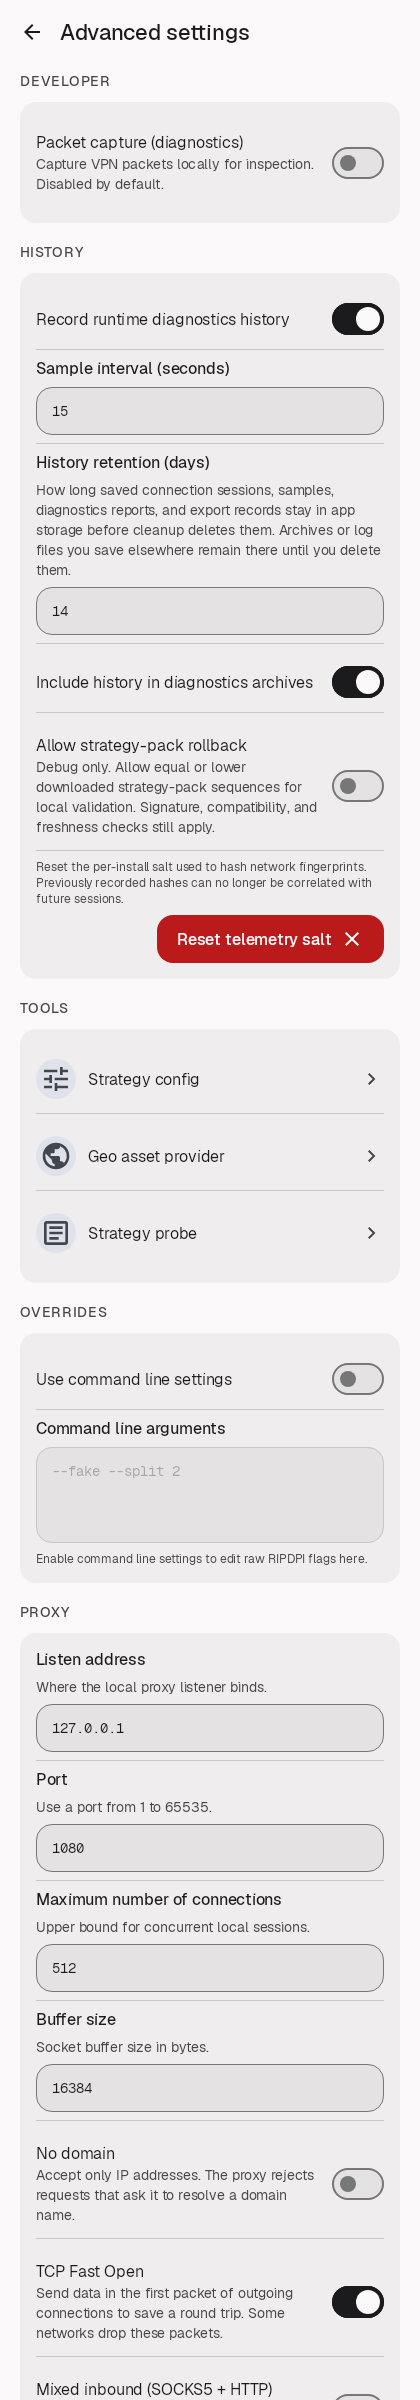 Advanced settings
DEVELOPER
Packet capture (diagnostics)
Capture VPN packets locally for inspection.
Disabled by default.
HISTORY
Record runtime diagnostics history
Sample interval (seconds)
15
History retention (days)
How long saved connection sessions, samples,
diagnostics reports, and export records stay in app
storage before cleanup deletes them. Archives or log
files you save elsewhere remain there until you delete
them.
14
Include history in diagnostics archives
Allow strategy-pack rollback
Debug only. Allow equal or lower
downloaded strategy-pack sequences for
local validation. Signature, compatibility, and
freshness checks still apply.
Reset the per-install salt used to hash network fingerprints.
Previously recorded hashes can no longer be correlated with
future sessions.
Reset telemetry salt
TOOLS
Strategy config
Geo asset provider
Strategy probe
OVERRIDES
Use command line settings
Command line arguments
--fake --split 2
Enable command line settings to edit raw RIPDPI flags here.
PROXY
Listen address
Where the local proxy listener binds.
127.0.0.1
Port
Use a port from 1 to 65535.
1080
Maximum number of connections
Upper bound for concurrent local sessions.
512
Buffer size
Socket buffer size in bytes.
16384
No domain
Accept only IP addresses. The proxy rejects
requests that ask it to resolve a domain
name.
TCP Fast Open
Send data in the first packet of outgoing
connections to save a round trip. Some
networks drop these packets.
Mixed inbound (SOCKS5 + HTTP)